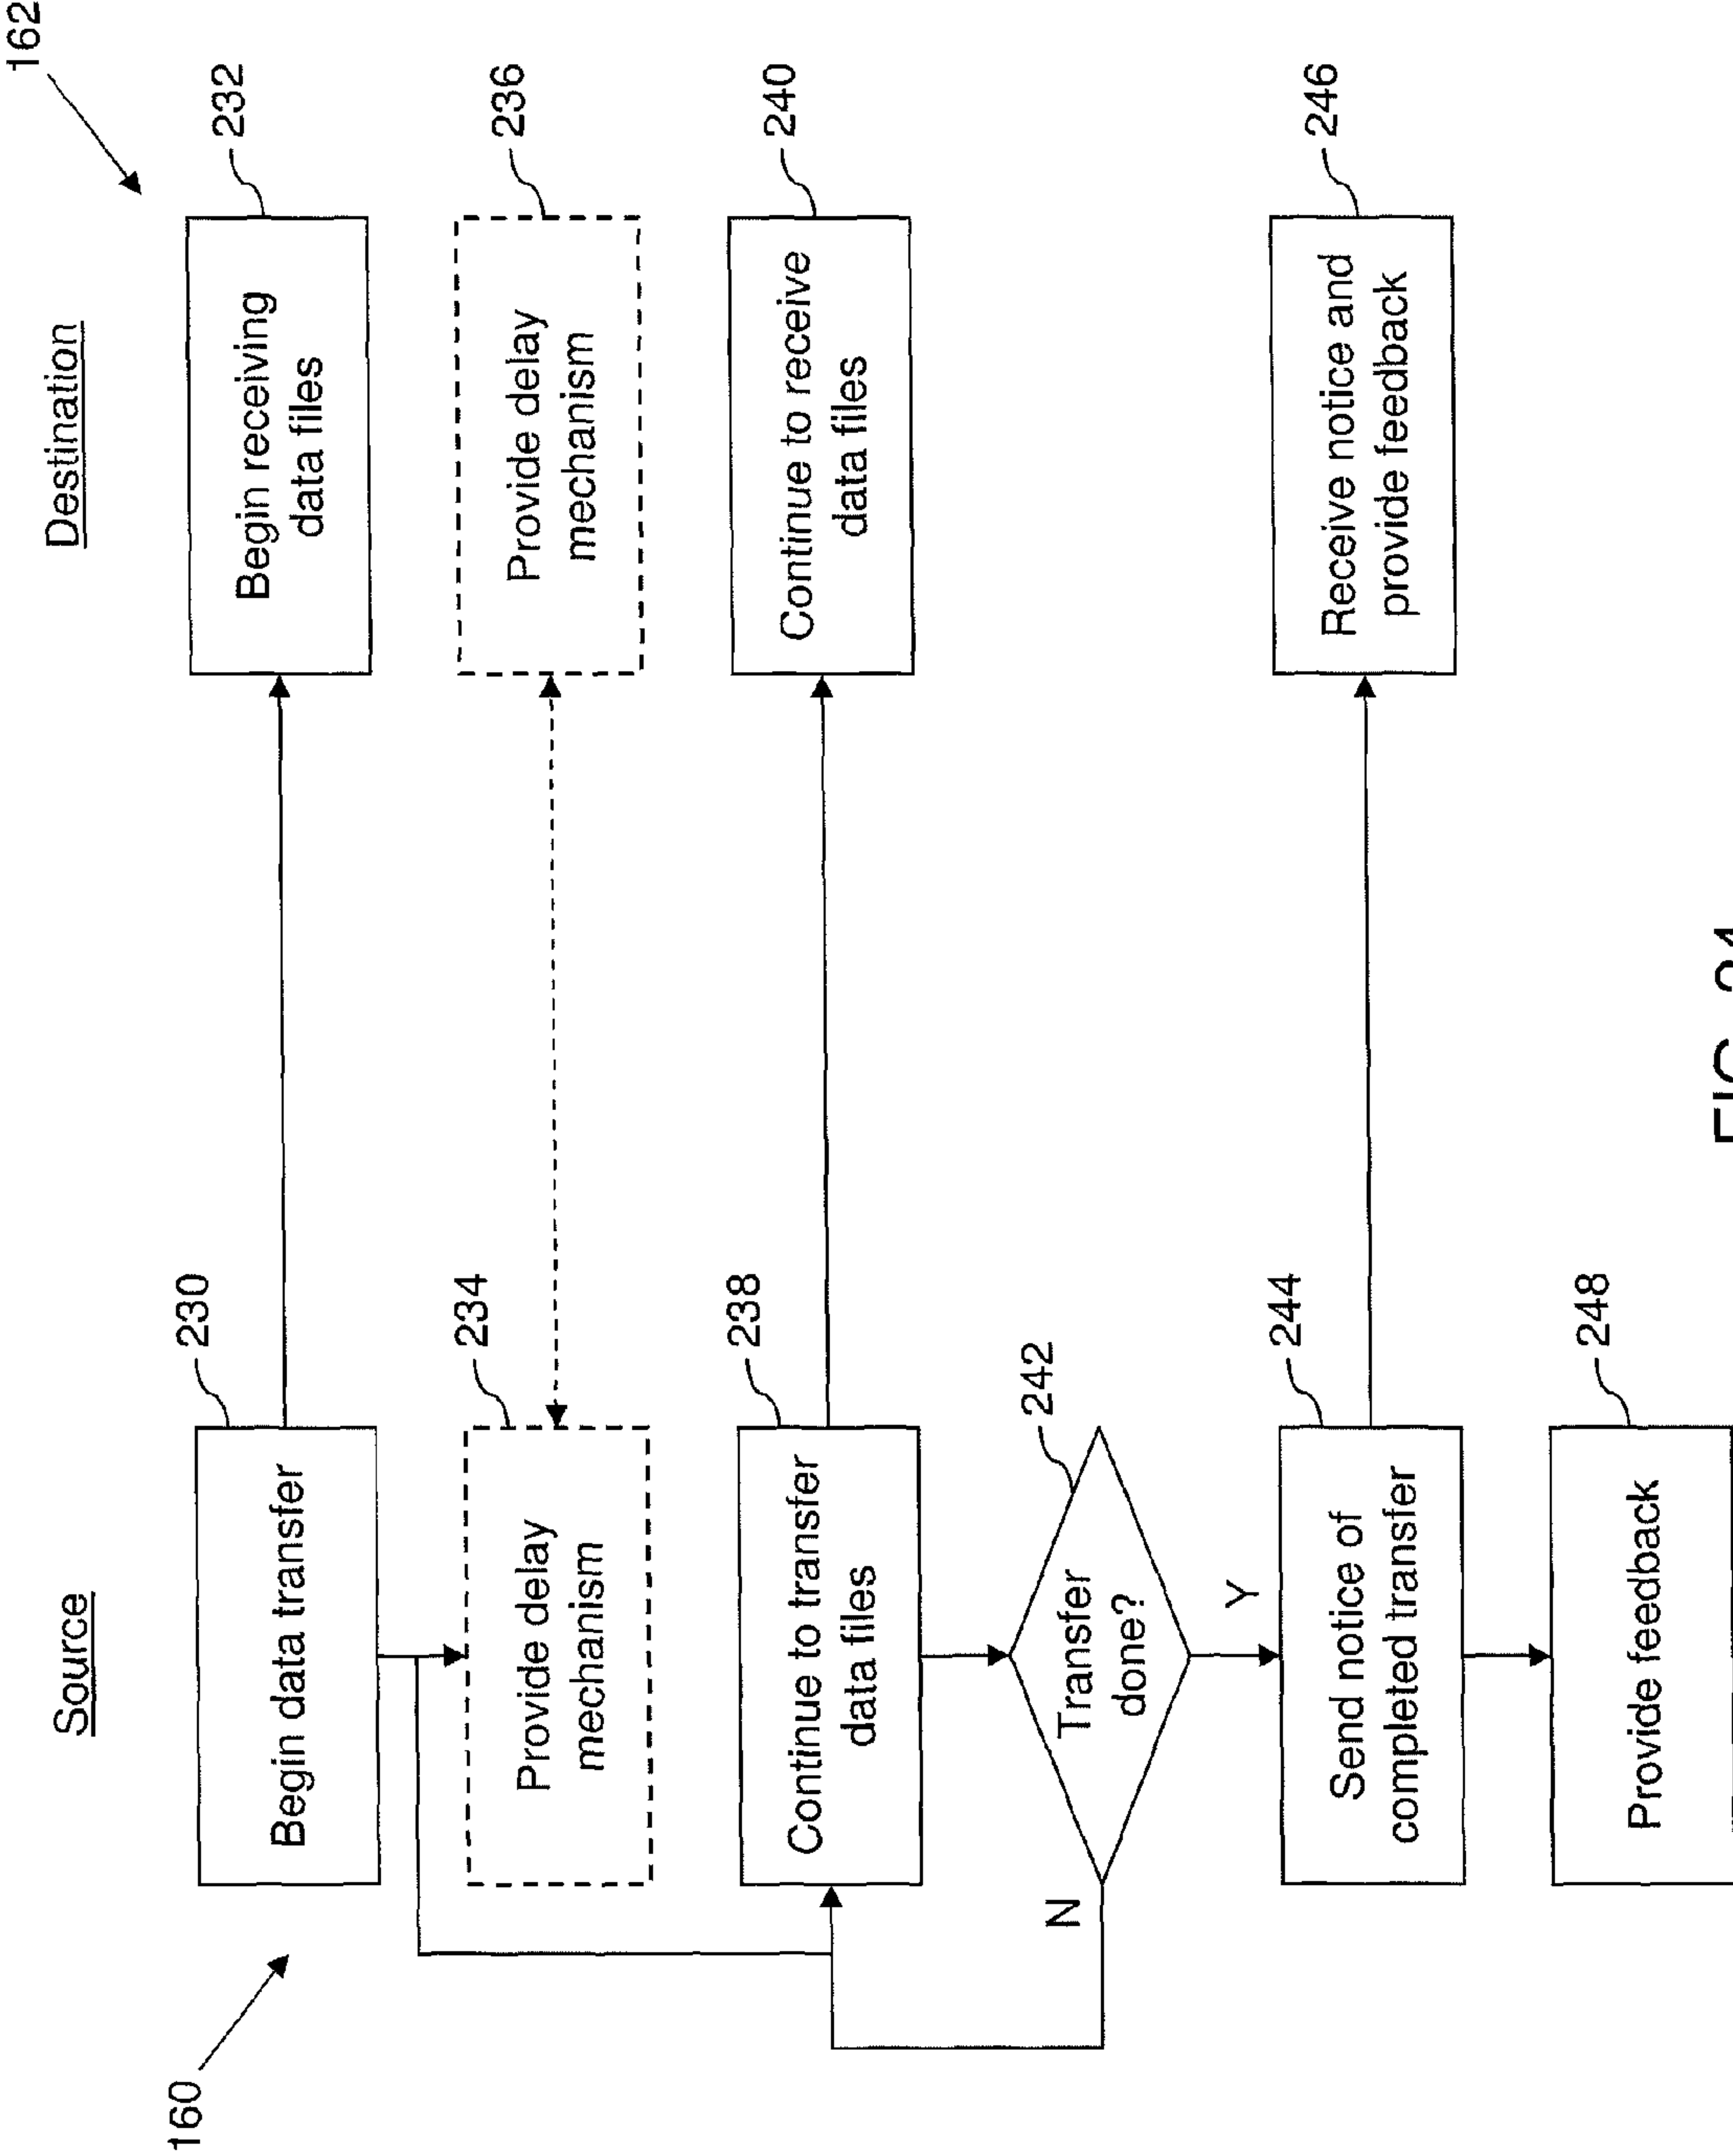 160
162
Source
Destination
230
Begin data transfer
232
Begin receiving
data files
234
Provide delay
mechanism
236
Provide delay
mechanism
238
Continue to transfer
data files
240
Continue to receive
data files
242
Transfer
done?
N
Y
244
Send notice of
completed transfer
246
Receive notice and
provide feedback
248
Provide feedback